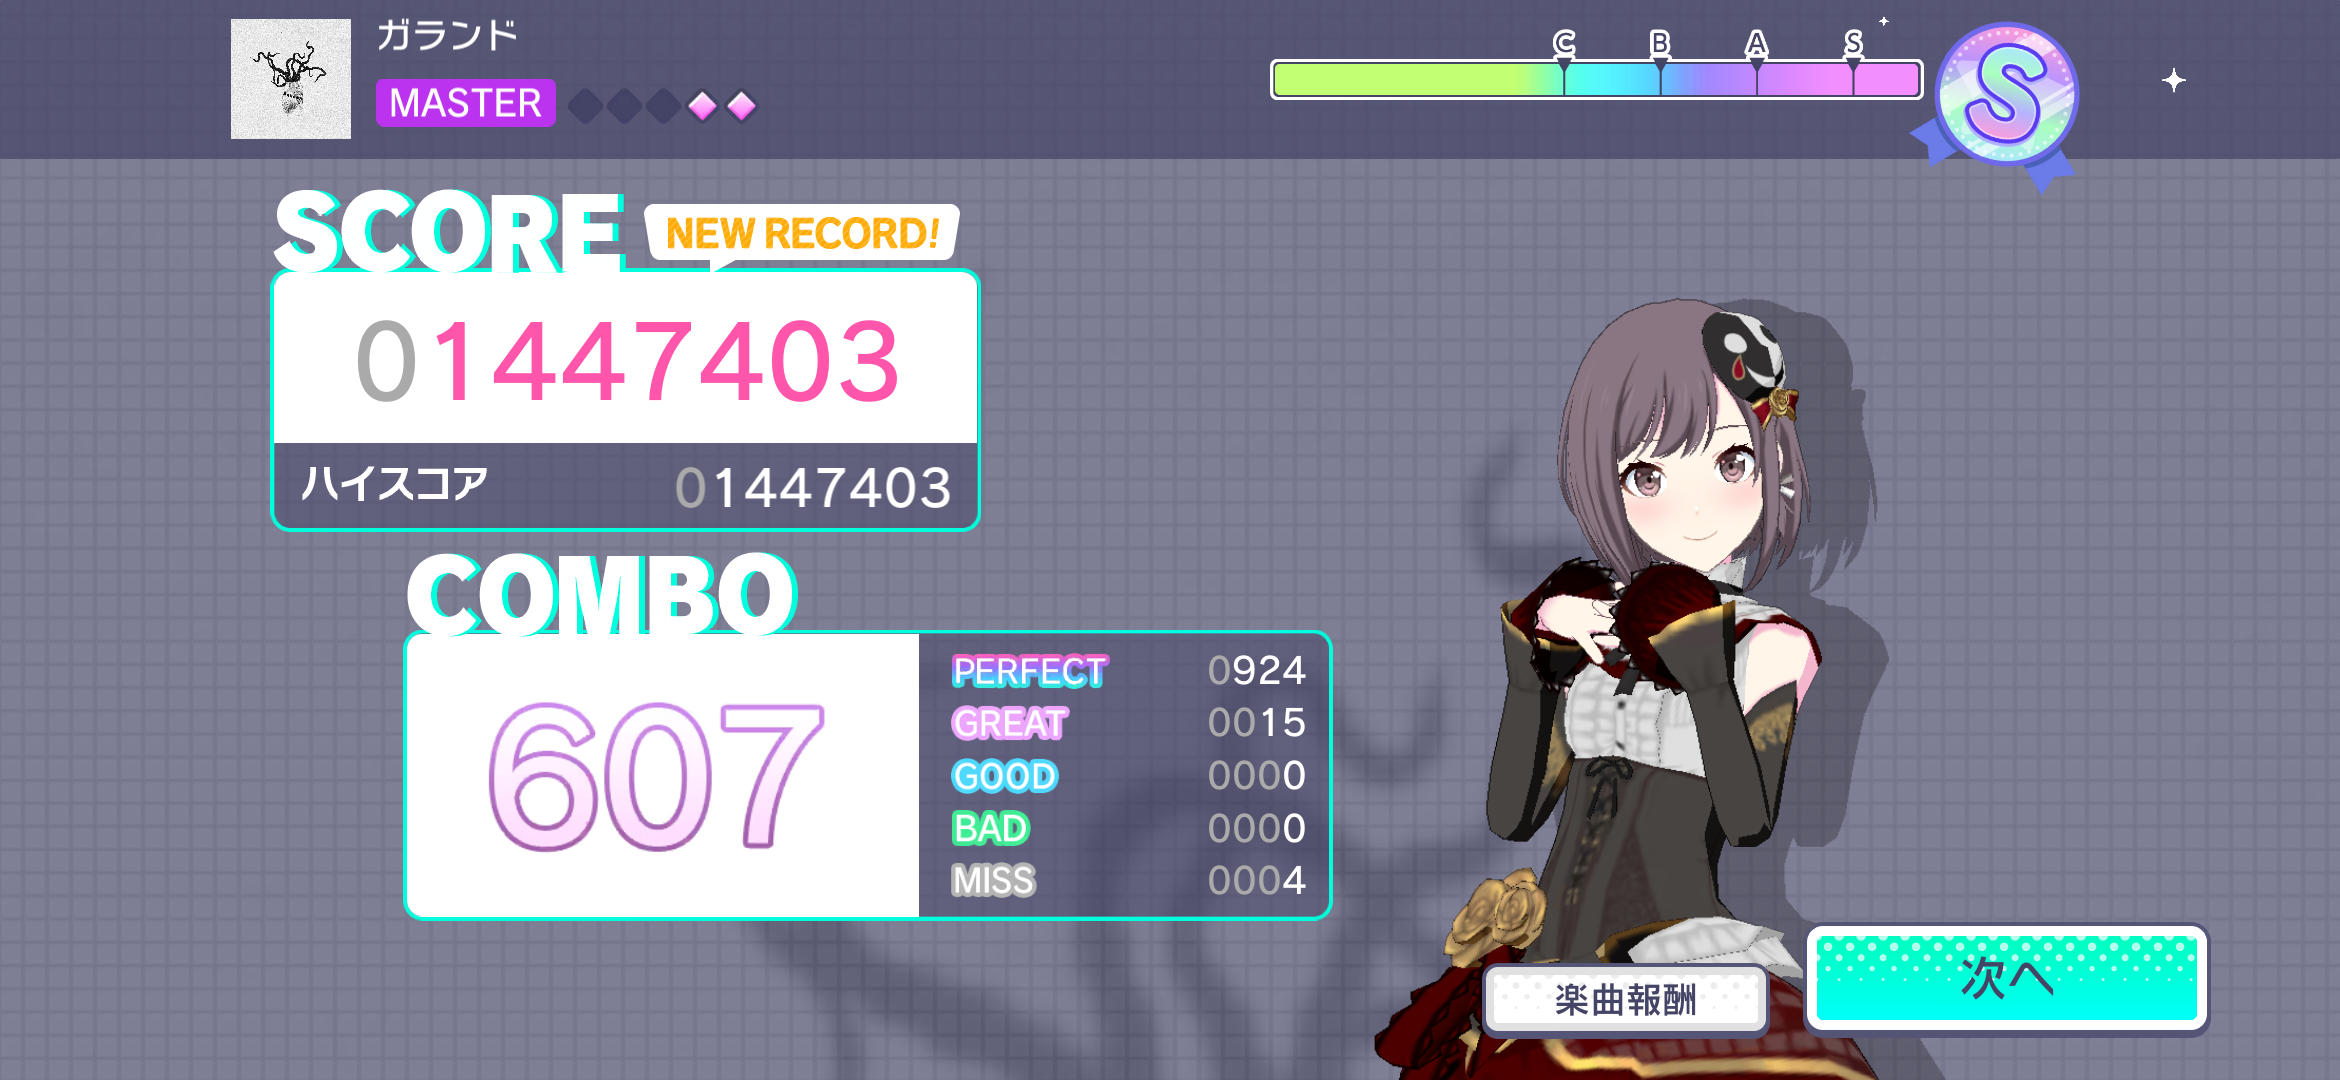 ガランド
MASTER
C B A S
S
SCORE
NEW RECORD!
01447403
ハイスコア 01447403
COMBO
607
PERFECT 0924
GREAT 0015
GOOD 0000
BAD 0000
MISS 0004
楽曲報酬
次へ